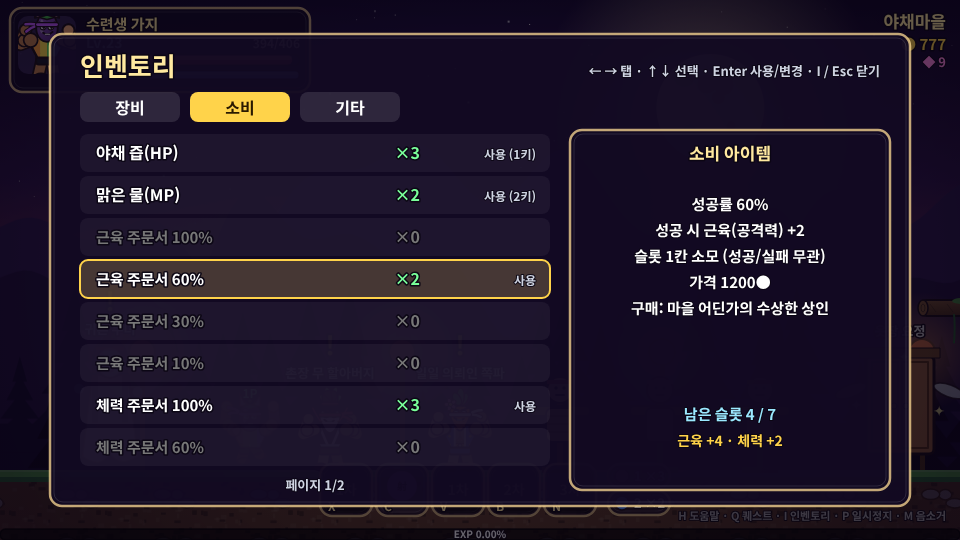 수련생 가지
야채마을
777
◆ 9
인벤토리
←→ 탭 · ↑↓ 선택 · Enter 사용/변경 · I / Esc 닫기
장비
소비
기타
야채 즙(HP) ×3 사용 (1키)
맑은 물(MP) ×2 사용 (2키)
근육 주문서 100% ×0
근육 주문서 60% ×2 사용
근육 주문서 30% ×0
근육 주문서 10% ×0
체력 주문서 100% ×3 사용
체력 주문서 60% ×0
페이지 1/2
소비 아이템
성공률 60%
성공 시 근육(공격력) +2
슬롯 1칸 소모 (성공/실패 무관)
가격 1200
구매: 마을 어딘가의 수상한 상인
남은 슬롯 4 / 7
근육 +4 · 체력 +2
H 도움말 · Q 퀘스트 · I 인벤토리 · P 일시정지 · M 음소거
EXP 0.00%